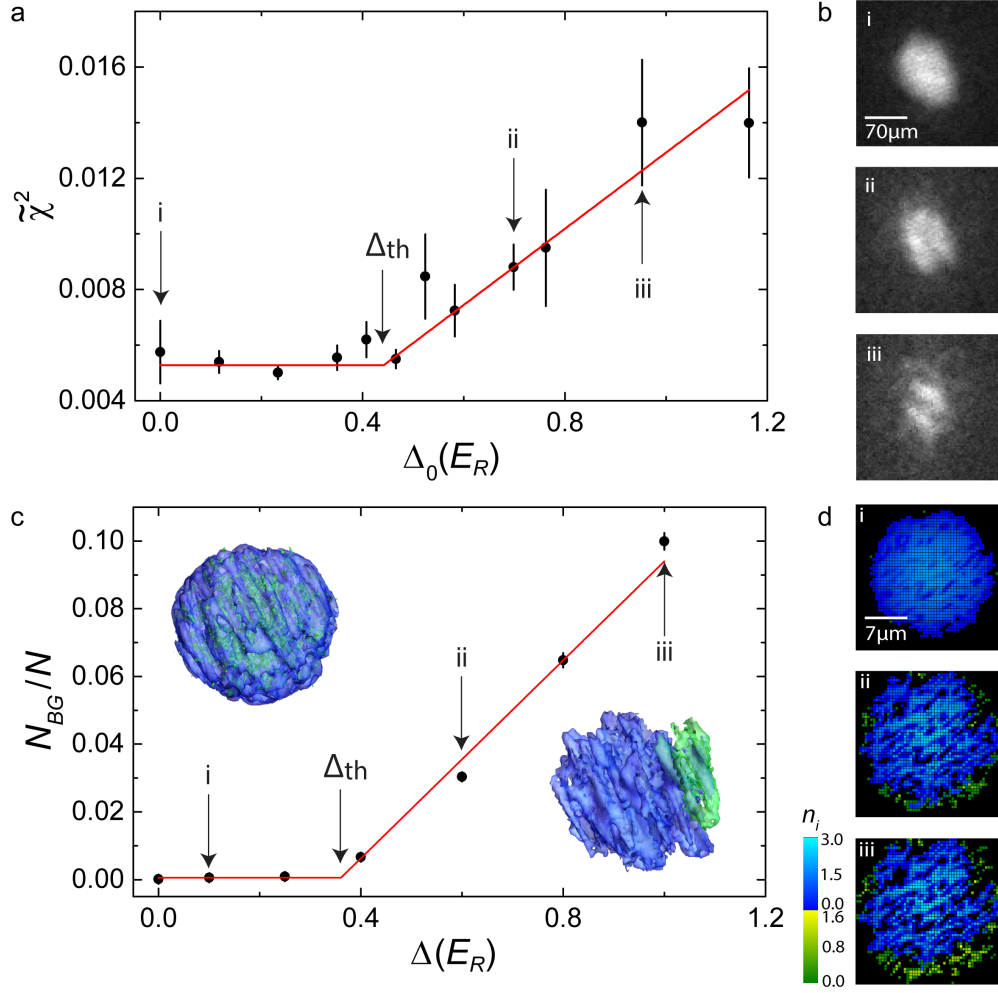 a
0.016
0.012
0.008
0.004
χ̃²
i
Δth
ii
iii
0.0 0.4 0.8 1.2
Δ0(ER)
b
i
70μm
ii
iii
c
0.10
0.08
0.06
0.04
0.02
0.00
NBG/N
i
Δth
ii
iii
0.0 0.4 0.8 1.2
Δ(ER)
d
i
7μm
ii
iii
ni
3.0
1.5
0.0
1.6
0.8
0.0